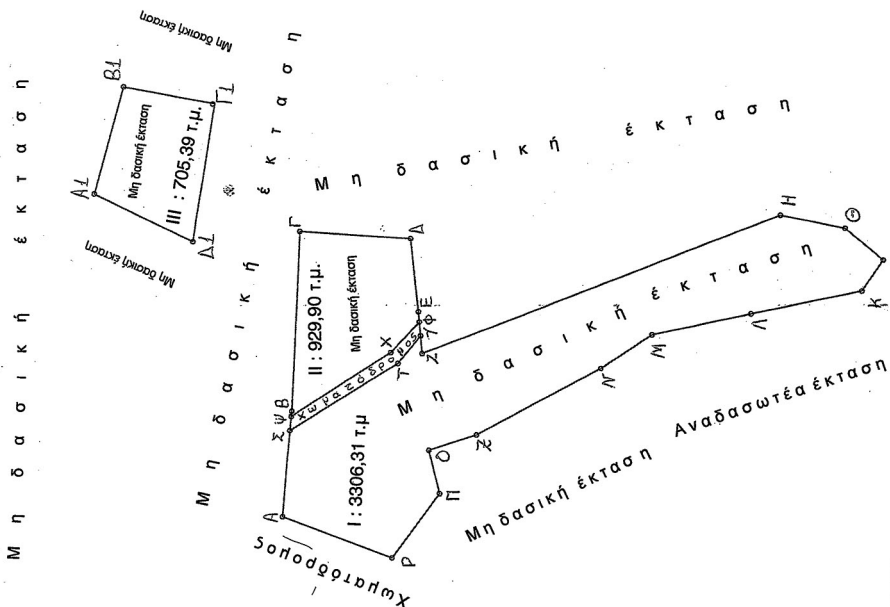 Μη δασική έκταση
Μη δασική έκταση
Β1
Α1
Γ1
Δ1
Μη δασική έκταση
ΙΙΙ : 705,39 τ.μ.
Μη δασική έκταση
Μη δασική έκταση
Μη δασική έκταση
Γ
Δ
ΙΙ : 929,90 τ.μ.
Μη δασική έκταση
Ε
Φ
Υ
Ζ
Χ
Τ
Σ
Ψ
Β
Χωματόδρομος
Α
Ι : 3306,31 τ.μ
Μη δασική έκταση
Η
Θ
Κ
Λ
Μ
Ν
Ξ
Ο
Π
Ρ
Χωματόδρομος
Μη δασική έκταση
Αναδασωτέα έκταση